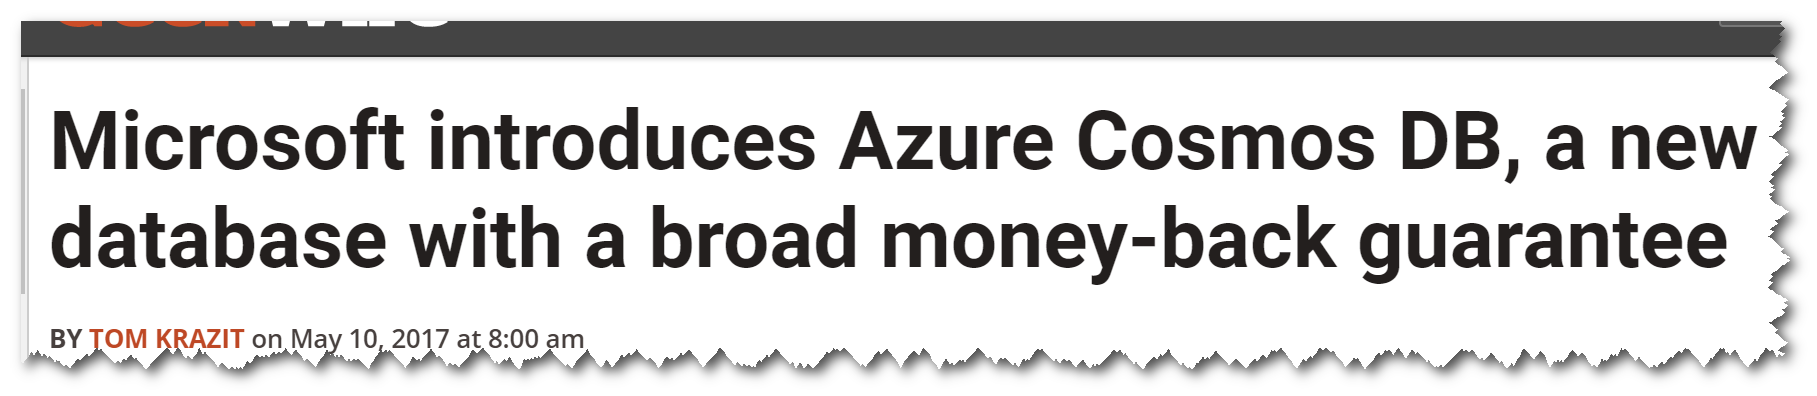 Microsoft introduces Azure Cosmos DB, a new
database with a broad money-back guarantee
BY TOM KRAZIT on May 10, 2017 at 8:00 am